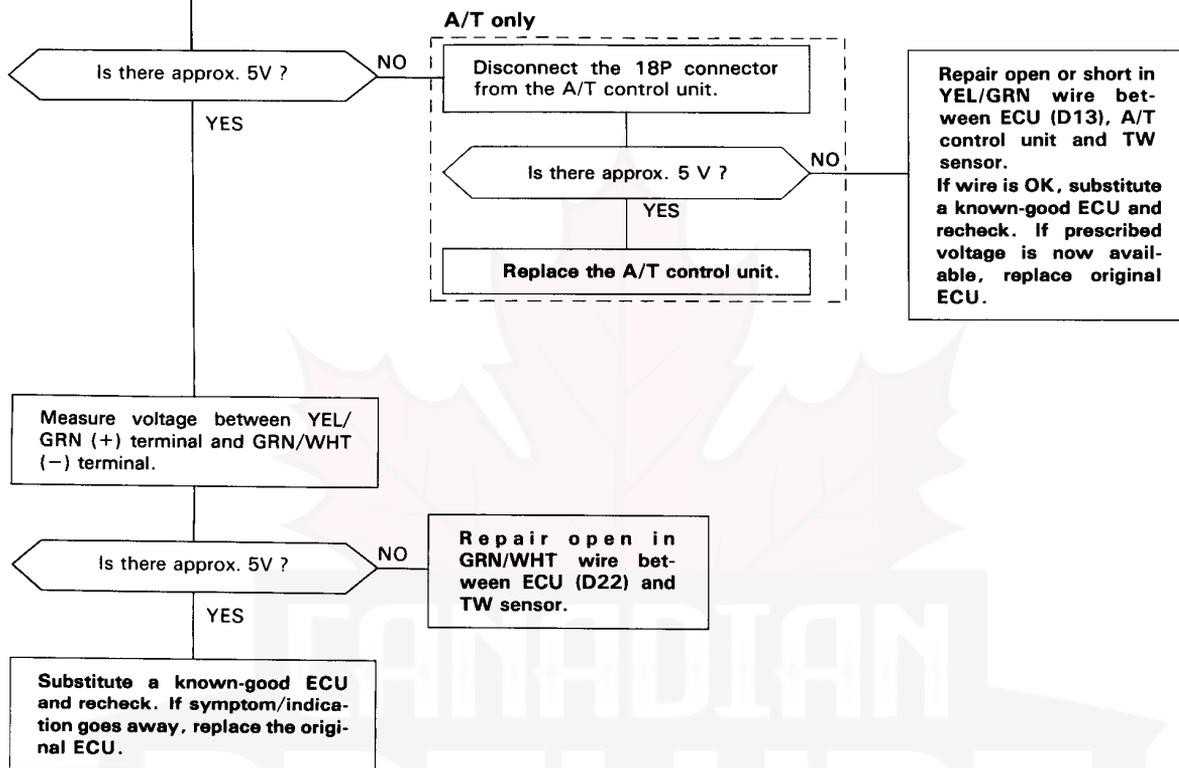 A/T only
Is there approx. 5V ?
NO
Disconnect the 18P connector
from the A/T control unit.
YES
Is there approx. 5 V ?
NO
YES
Replace the A/T control unit.
Repair open or short in
YEL/GRN wire bet-
ween ECU (D13), A/T
control unit and TW
sensor.
If wire is OK, substitute
a known-good ECU and
recheck. If prescribed
voltage is now avail-
able, replace original
ECU.
Measure voltage between YEL/
GRN (+) terminal and GRN/WHT
(−) terminal.
Is there approx. 5V ?
NO
Repair open in
GRN/WHT wire bet-
ween ECU (D22) and
TW sensor.
YES
Substitute a known-good ECU
and recheck. If symptom/indica-
tion goes away, replace the origi-
nal ECU.
CANADIAN